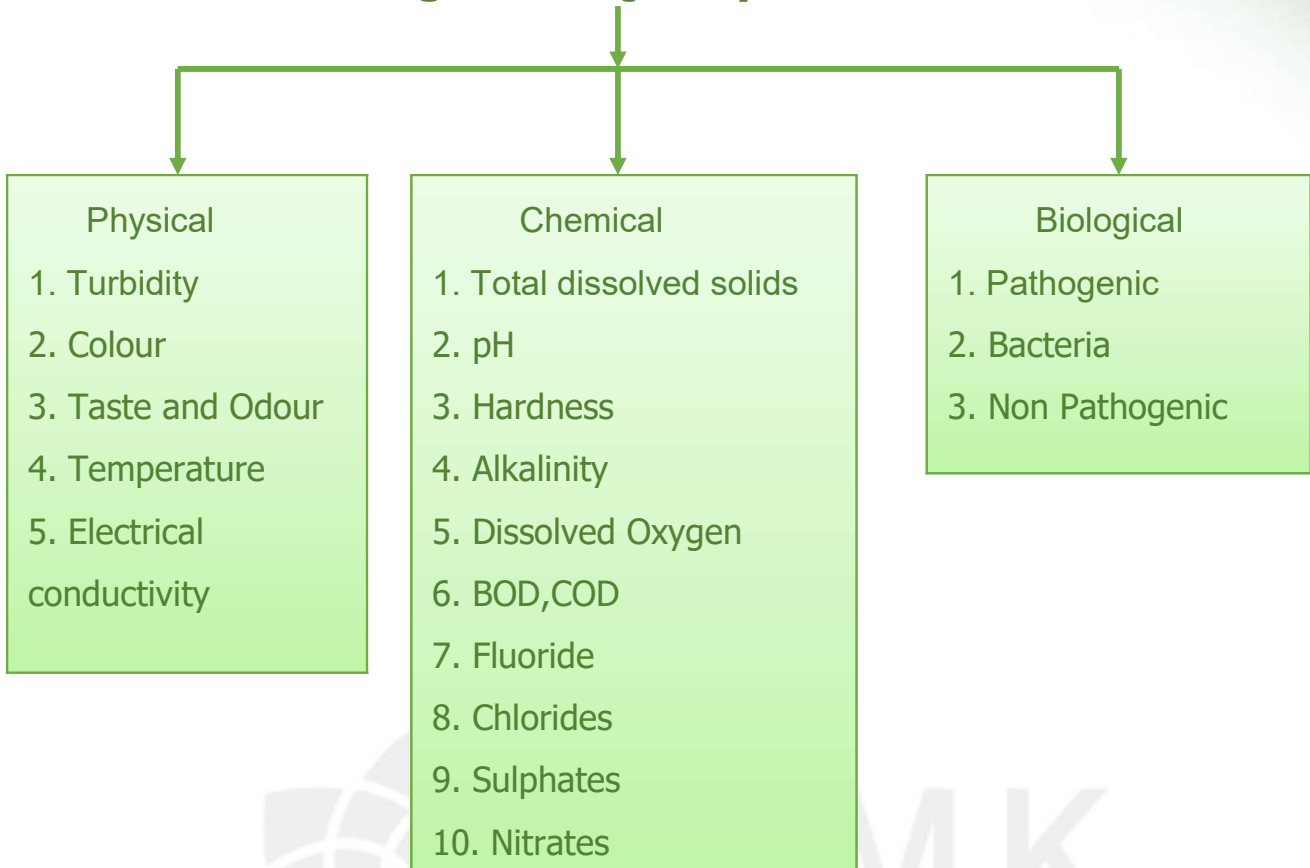 Physical
1. Turbidity
2. Colour
3. Taste and Odour
4. Temperature
5. Electrical
conductivity
Chemical
1. Total dissolved solids
2. pH
3. Hardness
4. Alkalinity
5. Dissolved Oxygen
6. BOD,COD
7. Fluoride
8. Chlorides
9. Sulphates
10. Nitrates
Biological
1. Pathogenic
2. Bacteria
3. Non Pathogenic
M K